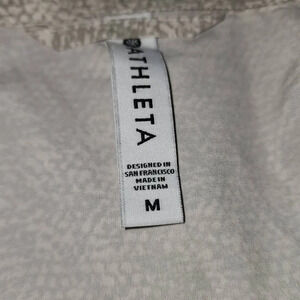 ATHLETA
DESIGNED IN
SAN FRANCISCO
MADE IN
VIETNAM
M